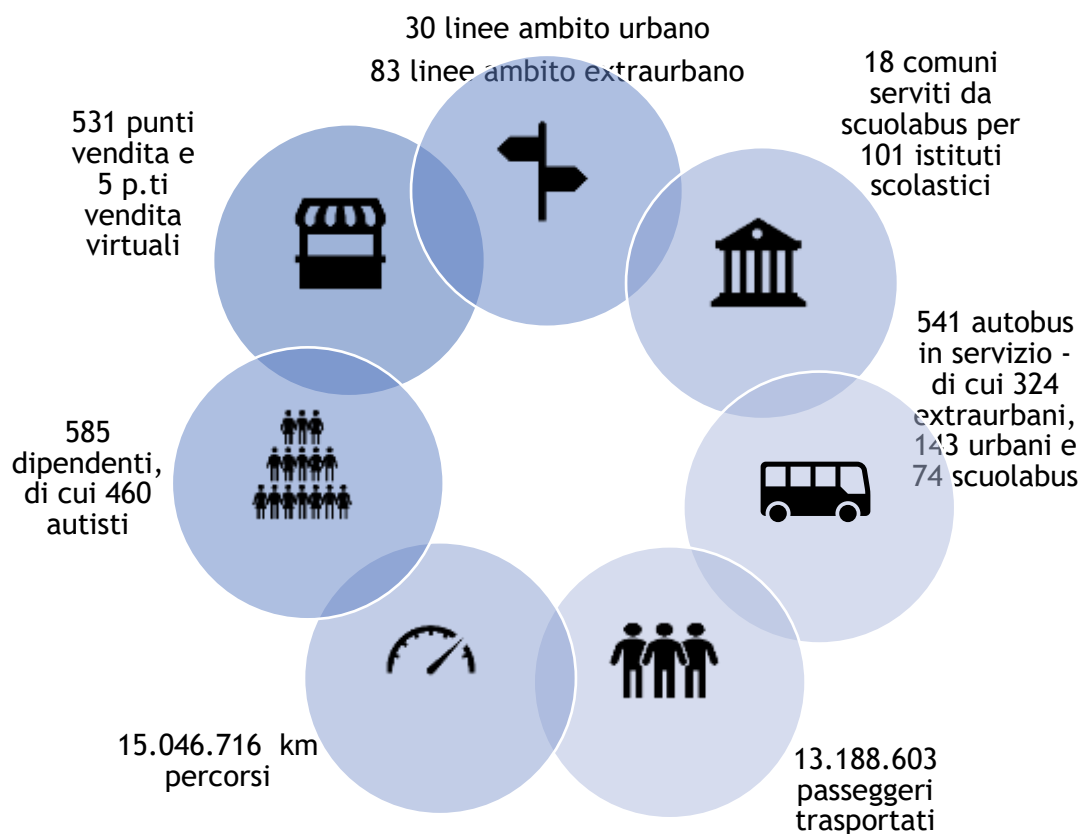 30 linee ambito urbano
83 linee ambito extraurbano
18 comuni
serviti da
scuolabus per
101 istituti
scolastici
541 autobus
in servizio -
di cui 324
extraurbani,
143 urbani e
74 scuolabus
13.188.603
passeggeri
trasportati
15.046.716 km
percorsi
585
dipendenti,
di cui 460
autisti
531 punti
vendita e
5 p.ti
vendita
virtuali